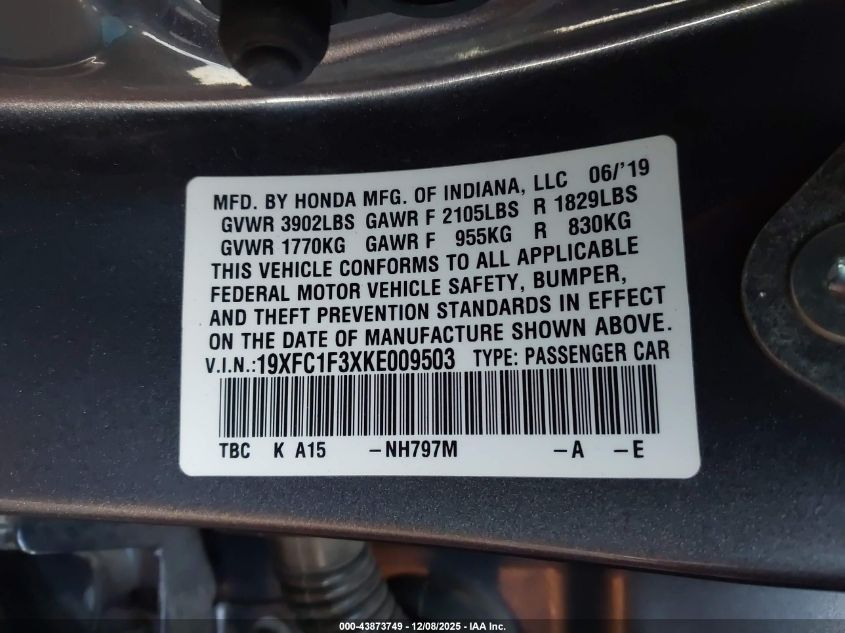 MFD. BY HONDA MFG. OF INDIANA, LLC 06/'19
GVWR 3902LBS GAWR F 2105LBS R 1829LBS
GVWR 1770KG GAWR F 955KG R 830KG
THIS VEHICLE CONFORMS TO ALL APPLICABLE
FEDERAL MOTOR VEHICLE SAFETY, BUMPER,
AND THEFT PREVENTION STANDARDS IN EFFECT
ON THE DATE OF MANUFACTURE SHOWN ABOVE.
V.I.N.:19XFC1F3XKE009503 TYPE: PASSENGER CAR
TBC K A15 -NH797M -A -E
000-43873749 - 12/08/2025 - IAA Inc.